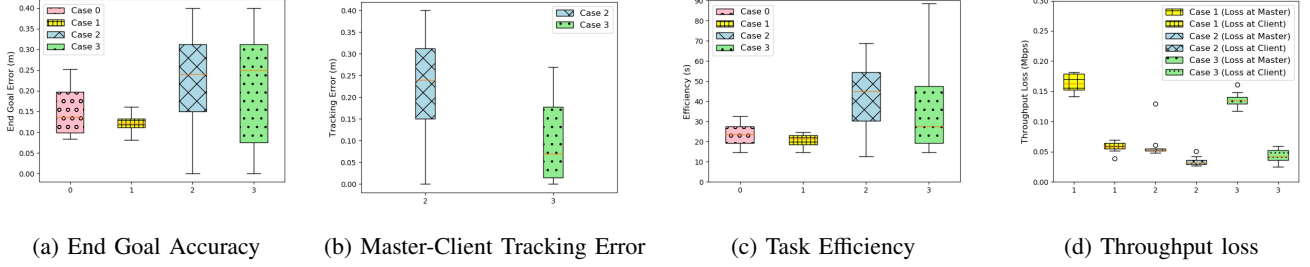 0.40
0.35
0.30
0.25
0.20
0.15
0.10
0.05
0.00
End Goal Error (m)
Case 0
Case 1
Case 2
Case 3
0 1 2 3
0.40
0.35
0.30
0.25
0.20
0.15
0.10
0.05
0.00
Tracking Error (m)
Case 2
Case 3
2 3
90
80
70
60
50
40
30
20
10
0
Efficiency (s)
Case 0
Case 1
Case 2
Case 3
0 1 2 3
0.30
0.25
0.20
0.15
0.10
0.05
0.00
Throughput Loss (Mbps)
Case 1 (Loss at Master)
Case 1 (Loss at Client)
Case 2 (Loss at Master)
Case 2 (Loss at Client)
Case 3 (Loss at Master)
Case 3 (Loss at Client)
1 1 2 2 3 3
(a) End Goal Accuracy
(b) Master-Client Tracking Error
(c) Task Efficiency
(d) Throughput loss